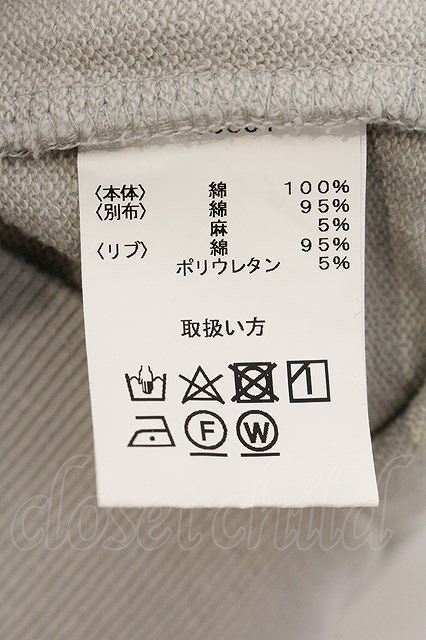 〈本体〉 綿 100%
〈別布〉 綿 95%
麻 5%
〈リブ〉 綿 95%
ポリウレタン 5%
取扱い方
F W
closet child